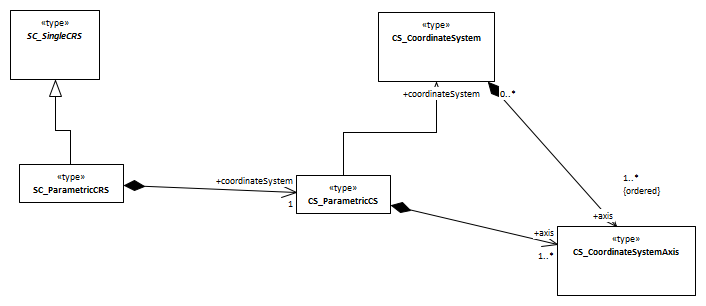 «type»
SC_SingleCRS
«type»
CS_CoordinateSystem
+coordinateSystem
0..*
«type»
SC_ParametricCRS
+coordinateSystem
1
«type»
CS_ParametricCS
1..*
{ordered}
+axis
+axis
1..*
«type»
CS_CoordinateSystemAxis